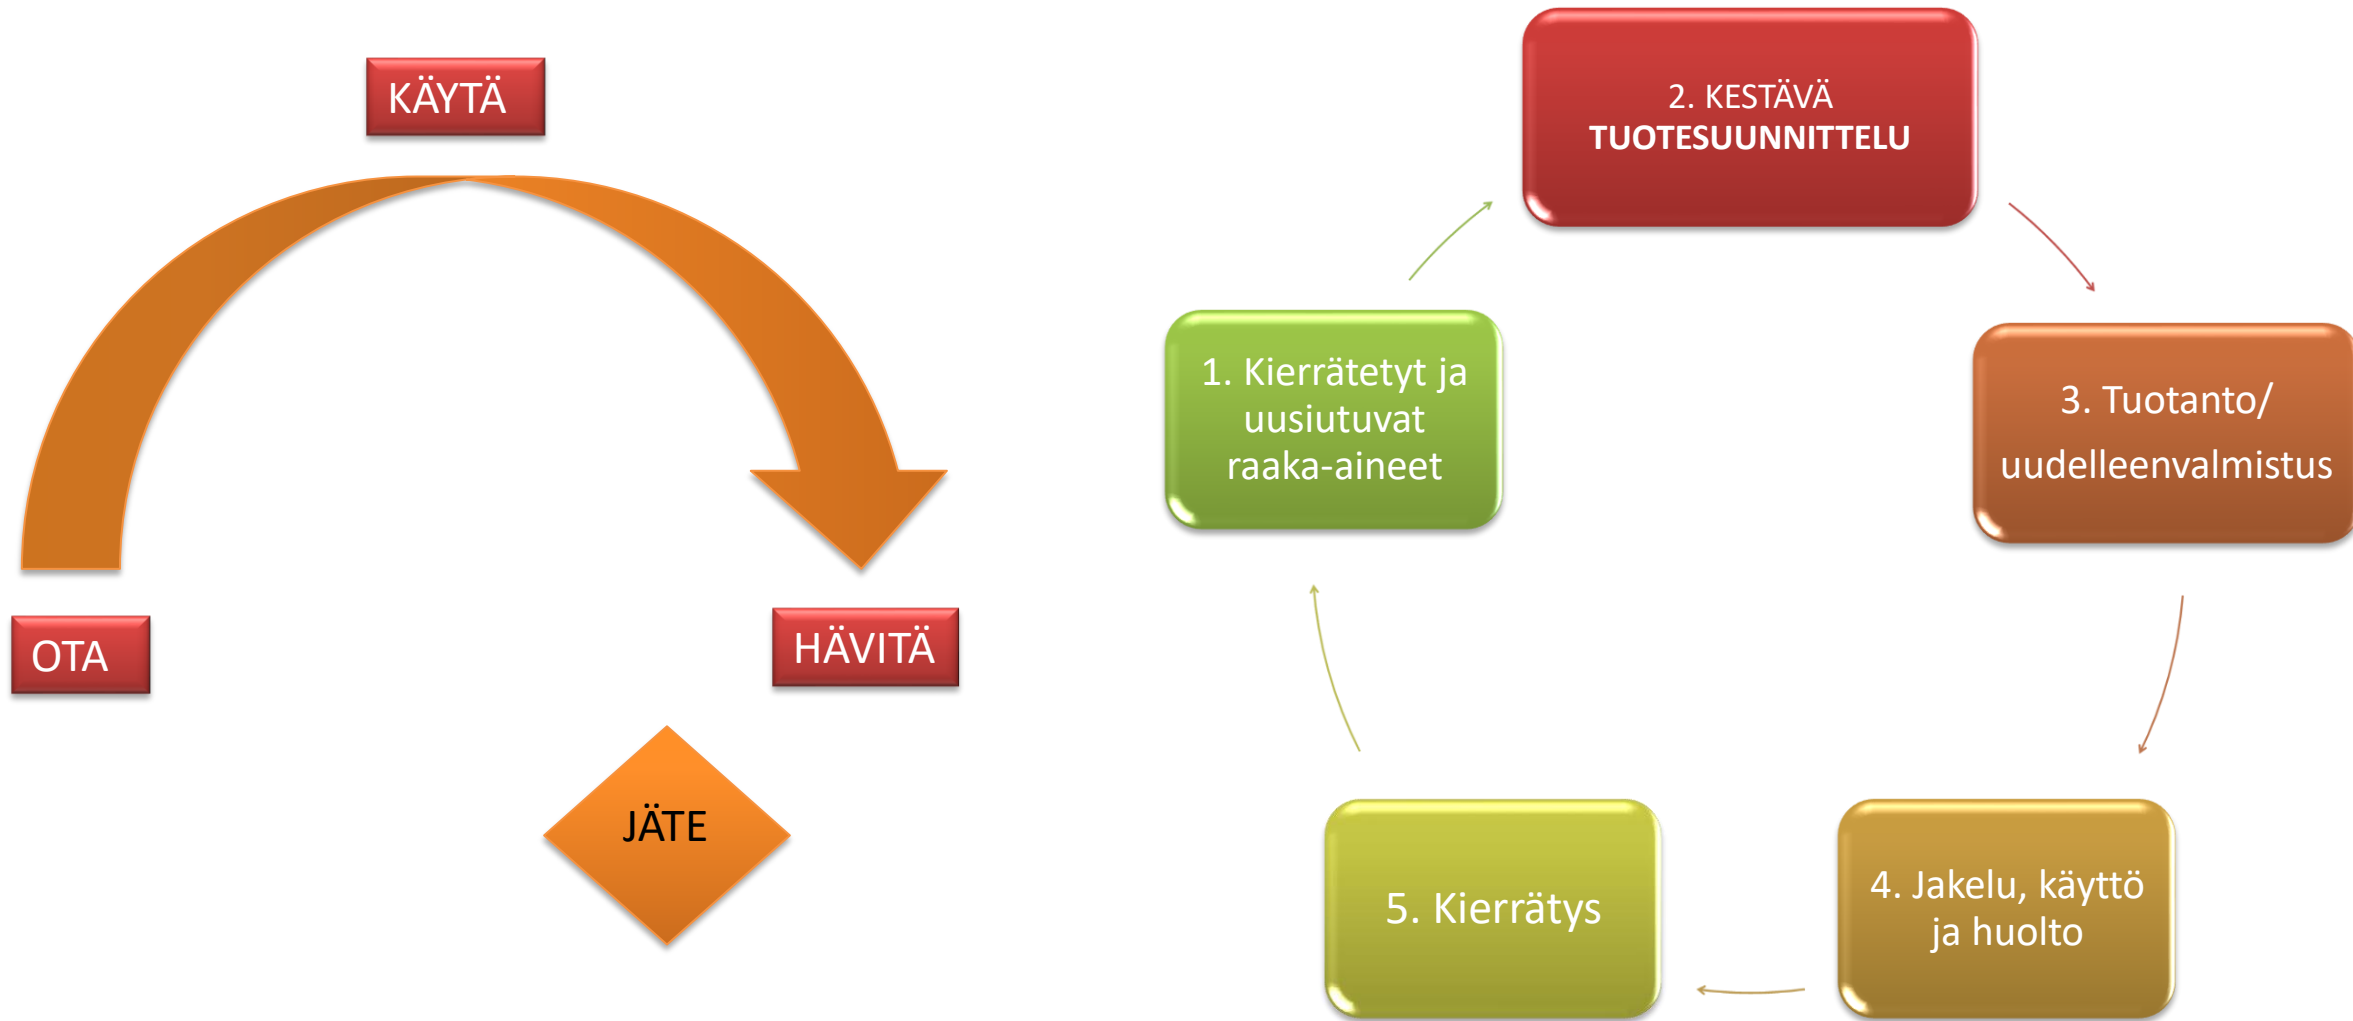 KÄYTÄ
OTA
HÄVITÄ
JÄTE
2. KESTÄVÄ
TUOTESUUNNITTELU
1. Kierrätetyt ja
uusiutuvat
raaka-aineet
3. Tuotanto/
uudelleenvalmistus
5. Kierrätys
4. Jakelu, käyttö
ja huolto